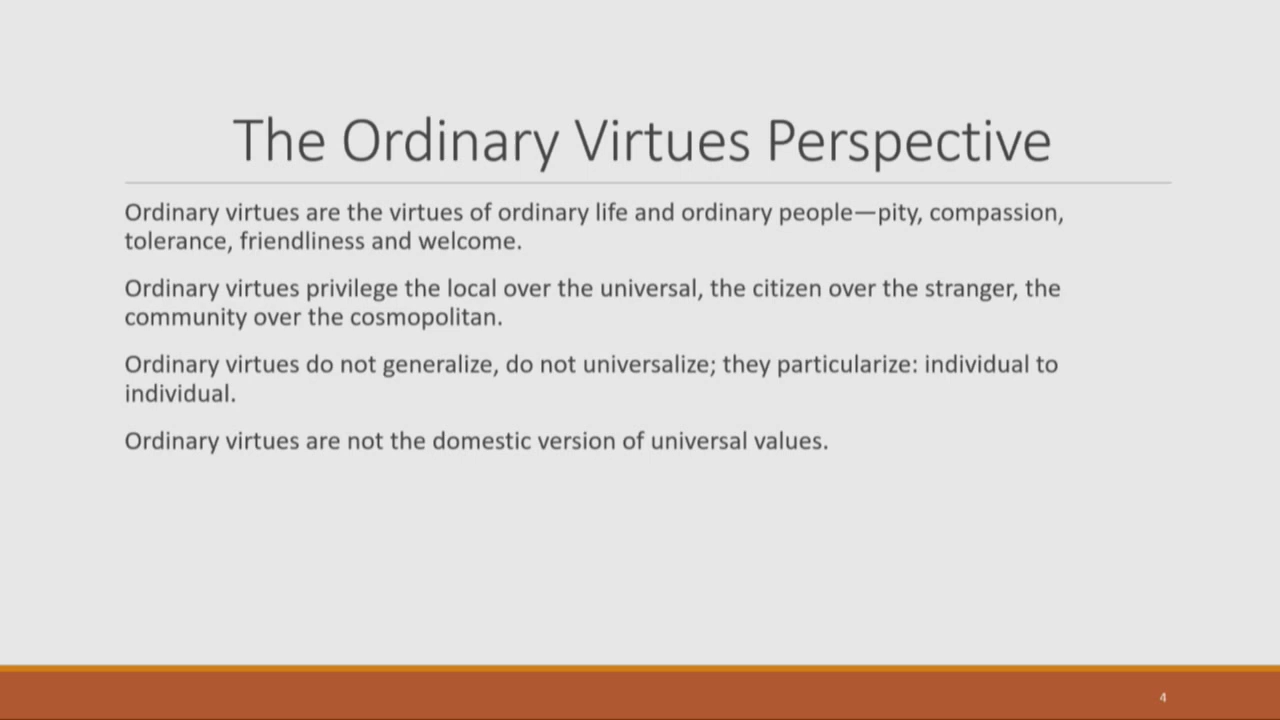 The Ordinary Virtues Perspective
Ordinary virtues are the virtues of ordinary life and ordinary people—pity, compassion,
tolerance, friendliness and welcome.
Ordinary virtues privilege the local over the universal, the citizen over the stranger, the
community over the cosmopolitan.
Ordinary virtues do not generalize, do not universalize; they particularize: individual to
individual.
Ordinary virtues are not the domestic version of universal values.
4